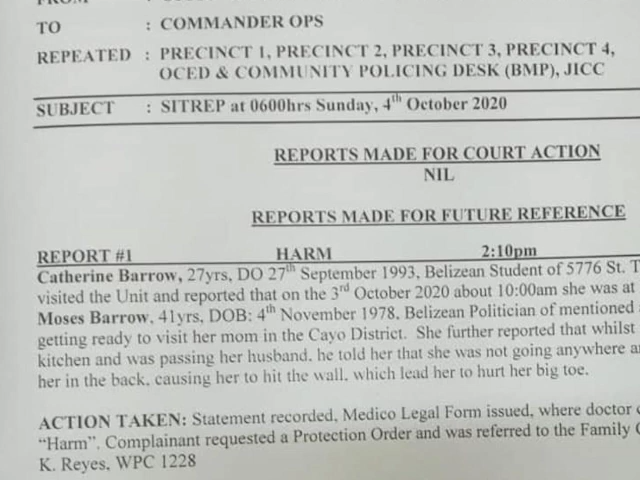 TO : COMMANDER OPS
REPEATED : PRECINCT 1, PRECINCT 2, PRECINCT 3, PRECINCT 4,
OCED & COMMUNITY POLICING DESK (BMP), JICC
SUBJECT : SITREP at 0600hrs Sunday, 4th October 2020
REPORTS MADE FOR COURT ACTION
NIL
REPORTS MADE FOR FUTURE REFERENCE
REPORT #1 HARM 2:10pm
Catherine Barrow, 27yrs, DO 27th September 1993, Belizean Student of 5776 St. T
visited the Unit and reported that on the 3rd October 2020 about 10:00am she was at
Moses Barrow, 41yrs, DOB: 4th November 1978, Belizean Politician of mentioned
getting ready to visit her mom in the Cayo District. She further reported that whilst
kitchen and was passing her husband, he told her that she was not going anywhere a
her in the back, causing her to hit the wall, which lead her to hurt her big toe.
ACTION TAKEN: Statement recorded, Medico Legal Form issued, where doctor
"Harm". Complainant requested a Protection Order and was referred to the Family
K. Reyes, WPC 1228